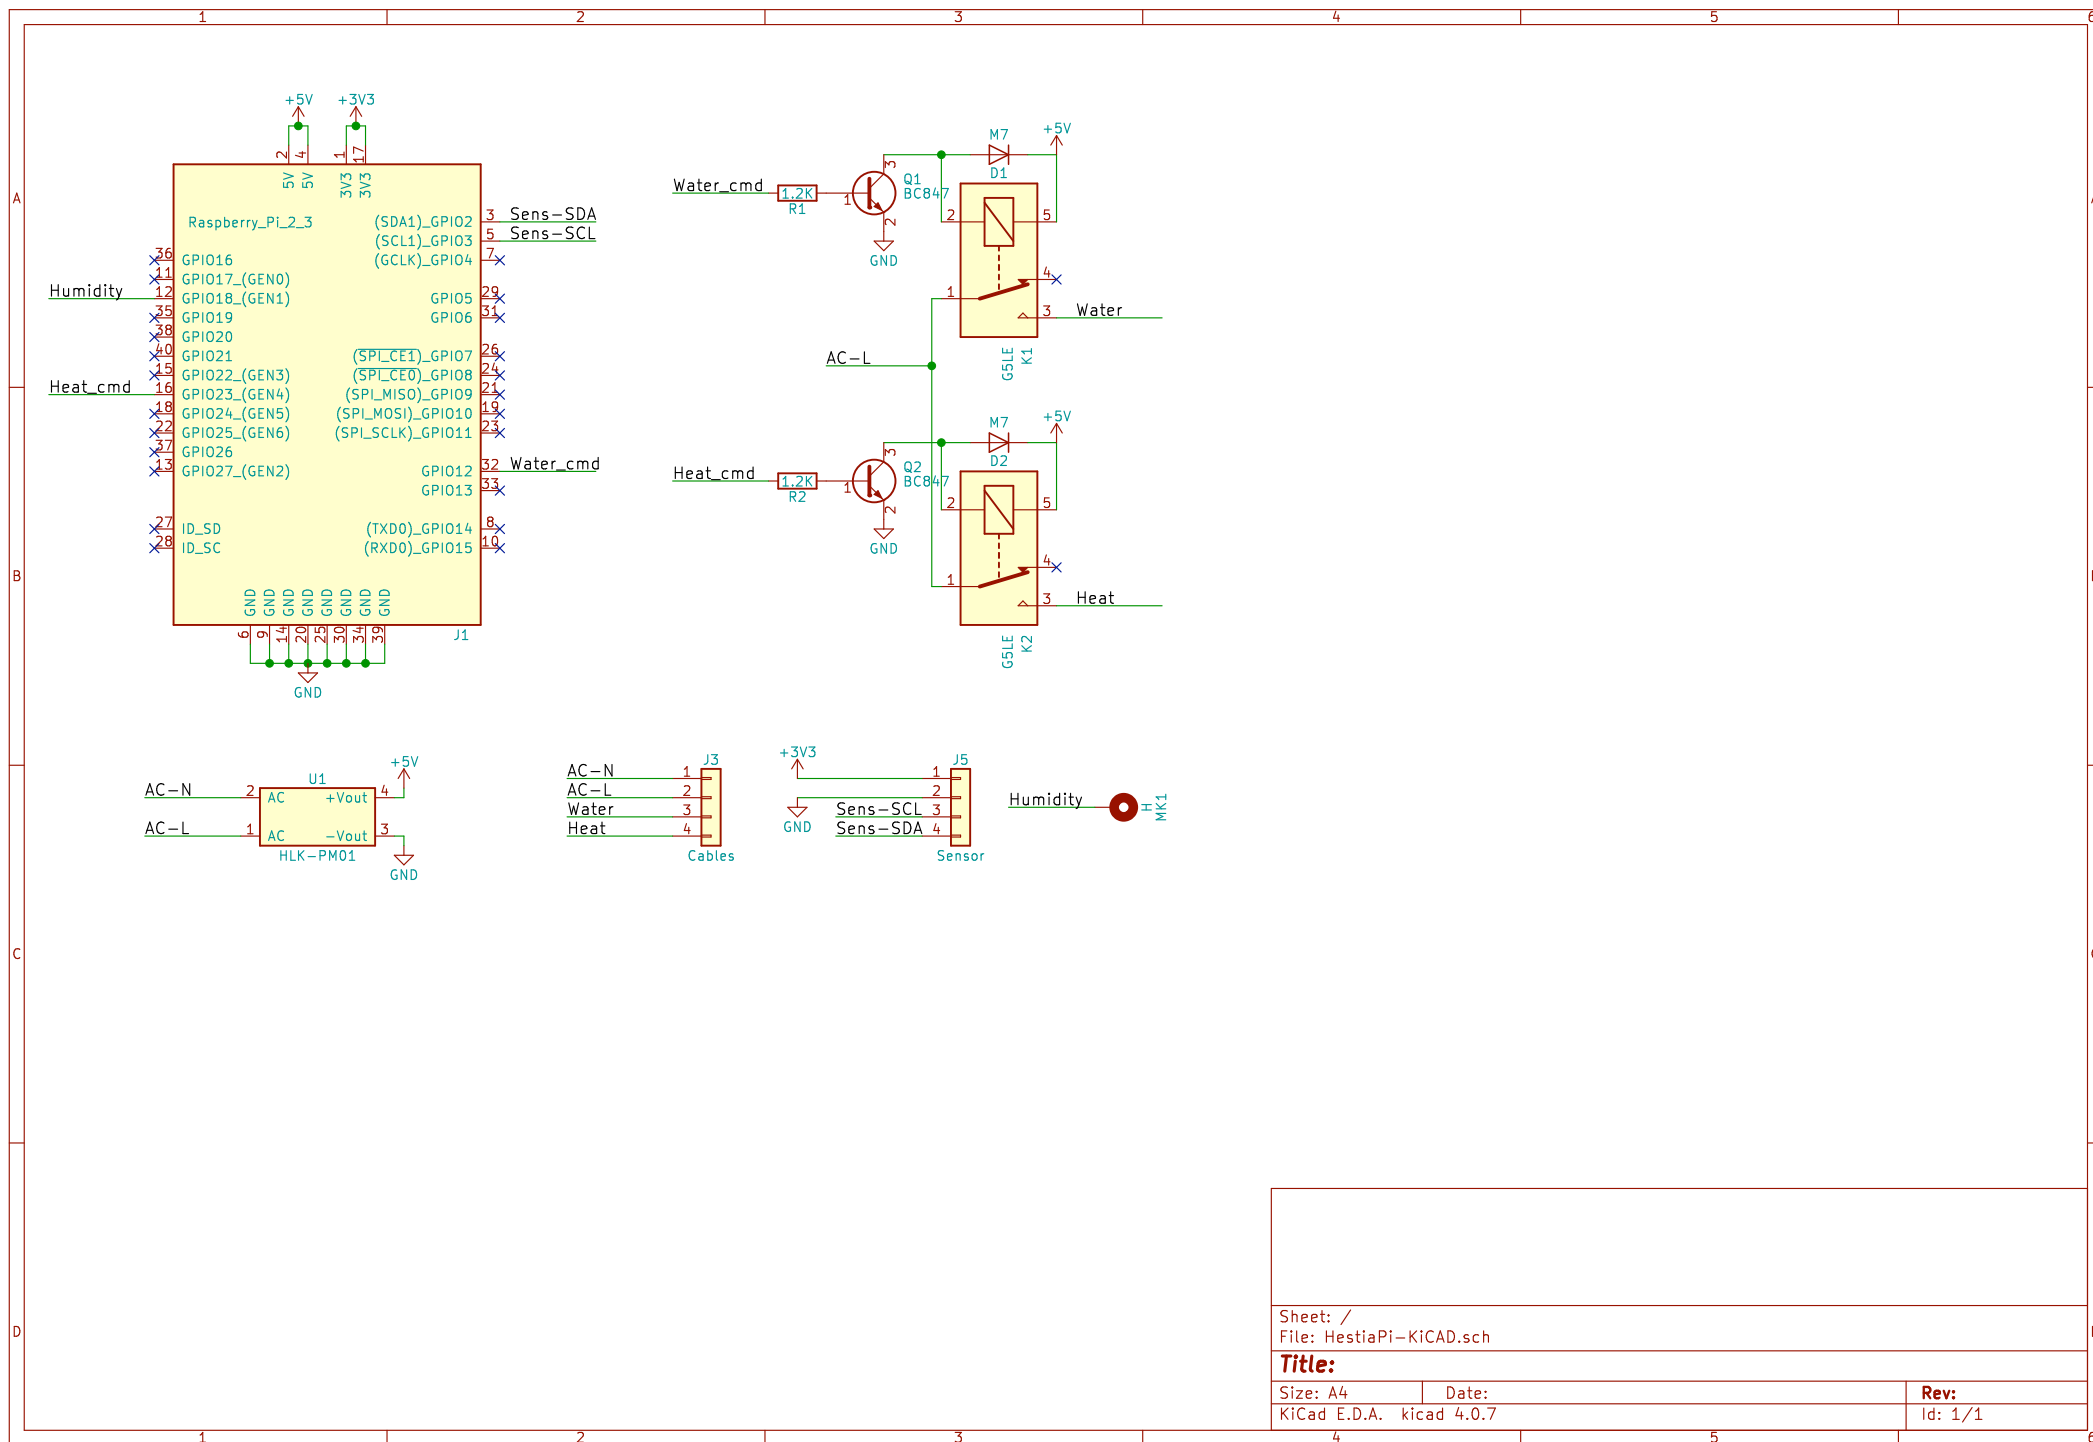 1 2 3 4 5 6
A
B
C
D
+5V +3V3
2 4 1 17
5V 5V 3V3 3V3
Raspberry_Pi_2_3
(SDA1)_GPIO2 3 Sens-SDA
(SCL1)_GPIO3 5 Sens-SCL
36 GPIO16 (GCLK)_GPIO4 7
11 GPIO17_(GEN0)
Humidity 12 GPIO18_(GEN1) GPIO5 29
35 GPIO19 GPIO6 31
38 GPIO20
40 GPIO21 (SPI_CE1)_GPIO7 26
15 GPIO22_(GEN3) (SPI_CE0)_GPIO8 24
Heat_cmd 16 GPIO23_(GEN4) (SPI_MISO)_GPIO9 21
18 GPIO24_(GEN5) (SPI_MOSI)_GPIO10 19
22 GPIO25_(GEN6) (SPI_SCLK)_GPIO11 23
37 GPIO26
13 GPIO27_(GEN2) GPIO12 32 Water_cmd
GPIO13 33
27 ID_SD (TXD0)_GPIO14 8
28 ID_SC (RXD0)_GPIO15 10
GND GND GND GND GND GND GND GND
6 9 14 20 25 30 34 39
J1
GND
M7 +5V
D1
Water_cmd 1.2K
R1
1 3 2
Q1
BC847
GND
2 5
4
1
3 Water
G5LE
K1
AC-L
M7 +5V
D2
Heat_cmd 1.2K
R2
1 3 2
Q2
BC847
GND
2 5
4
1
3 Heat
G5LE
K2
U1 +5V
AC-N 2 AC +Vout 4
AC-L 1 AC -Vout 3
HLK-PM01
GND
J3
AC-N 1
AC-L 2
Water 3
Heat 4
Cables
+3V3 J5
1
2
GND
Sens-SCL 3
Sens-SDA 4
Sensor
Humidity
H
MK1
Sheet: /
File: HestiaPi-KiCAD.sch
Title:
Size: A4 Date: Rev:
KiCad E.D.A. kicad 4.0.7 Id: 1/1
1 2 3 4 5 6